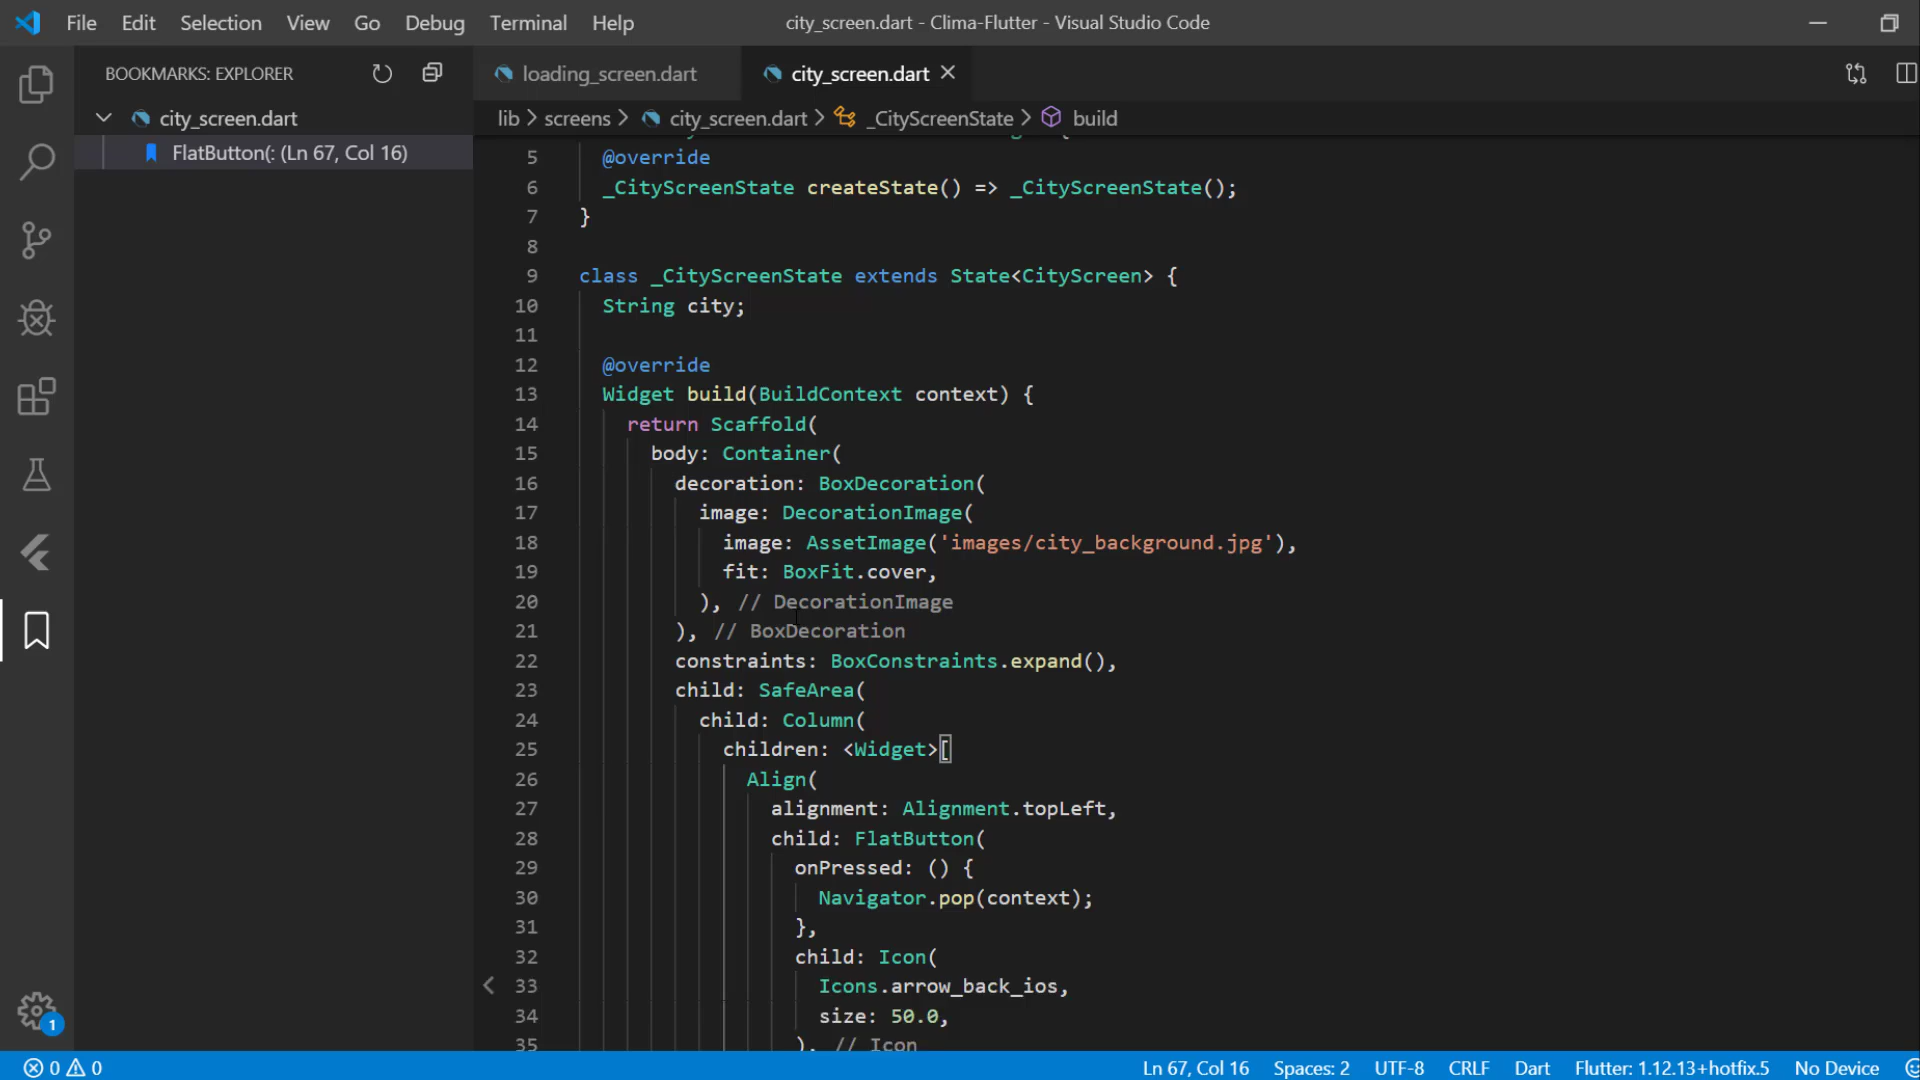 File Edit Selection View Go Debug Terminal Help
city_screen.dart - Clima-Flutter - Visual Studio Code
BOOKMARKS: EXPLORER
city_screen.dart
FlatButton(: (Ln 67, Col 16)
loading_screen.dart
city_screen.dart
lib > screens > city_screen.dart > _CityScreenState > build
5 @override
6 _CityScreenState createState() => _CityScreenState();
7 }
8
9 class _CityScreenState extends State<CityScreen> {
10 String city;
11
12 @override
13 Widget build(BuildContext context) {
14 return Scaffold(
15 body: Container(
16 decoration: BoxDecoration(
17 image: DecorationImage(
18 image: AssetImage('images/city_background.jpg'),
19 fit: BoxFit.cover,
20 ), // DecorationImage
21 ), // BoxDecoration
22 constraints: BoxConstraints.expand(),
23 child: SafeArea(
24 child: Column(
25 children: <Widget>[
26 Align(
27 alignment: Alignment.topLeft,
28 child: FlatButton(
29 onPressed: () {
30 Navigator.pop(context);
31 },
32 child: Icon(
33 Icons.arrow_back_ios,
34 size: 50.0,
35 ), // Icon
1
0 0
Ln 67, Col 16 Spaces: 2 UTF-8 CRLF Dart Flutter: 1.12.13+hotfix.5 No Device